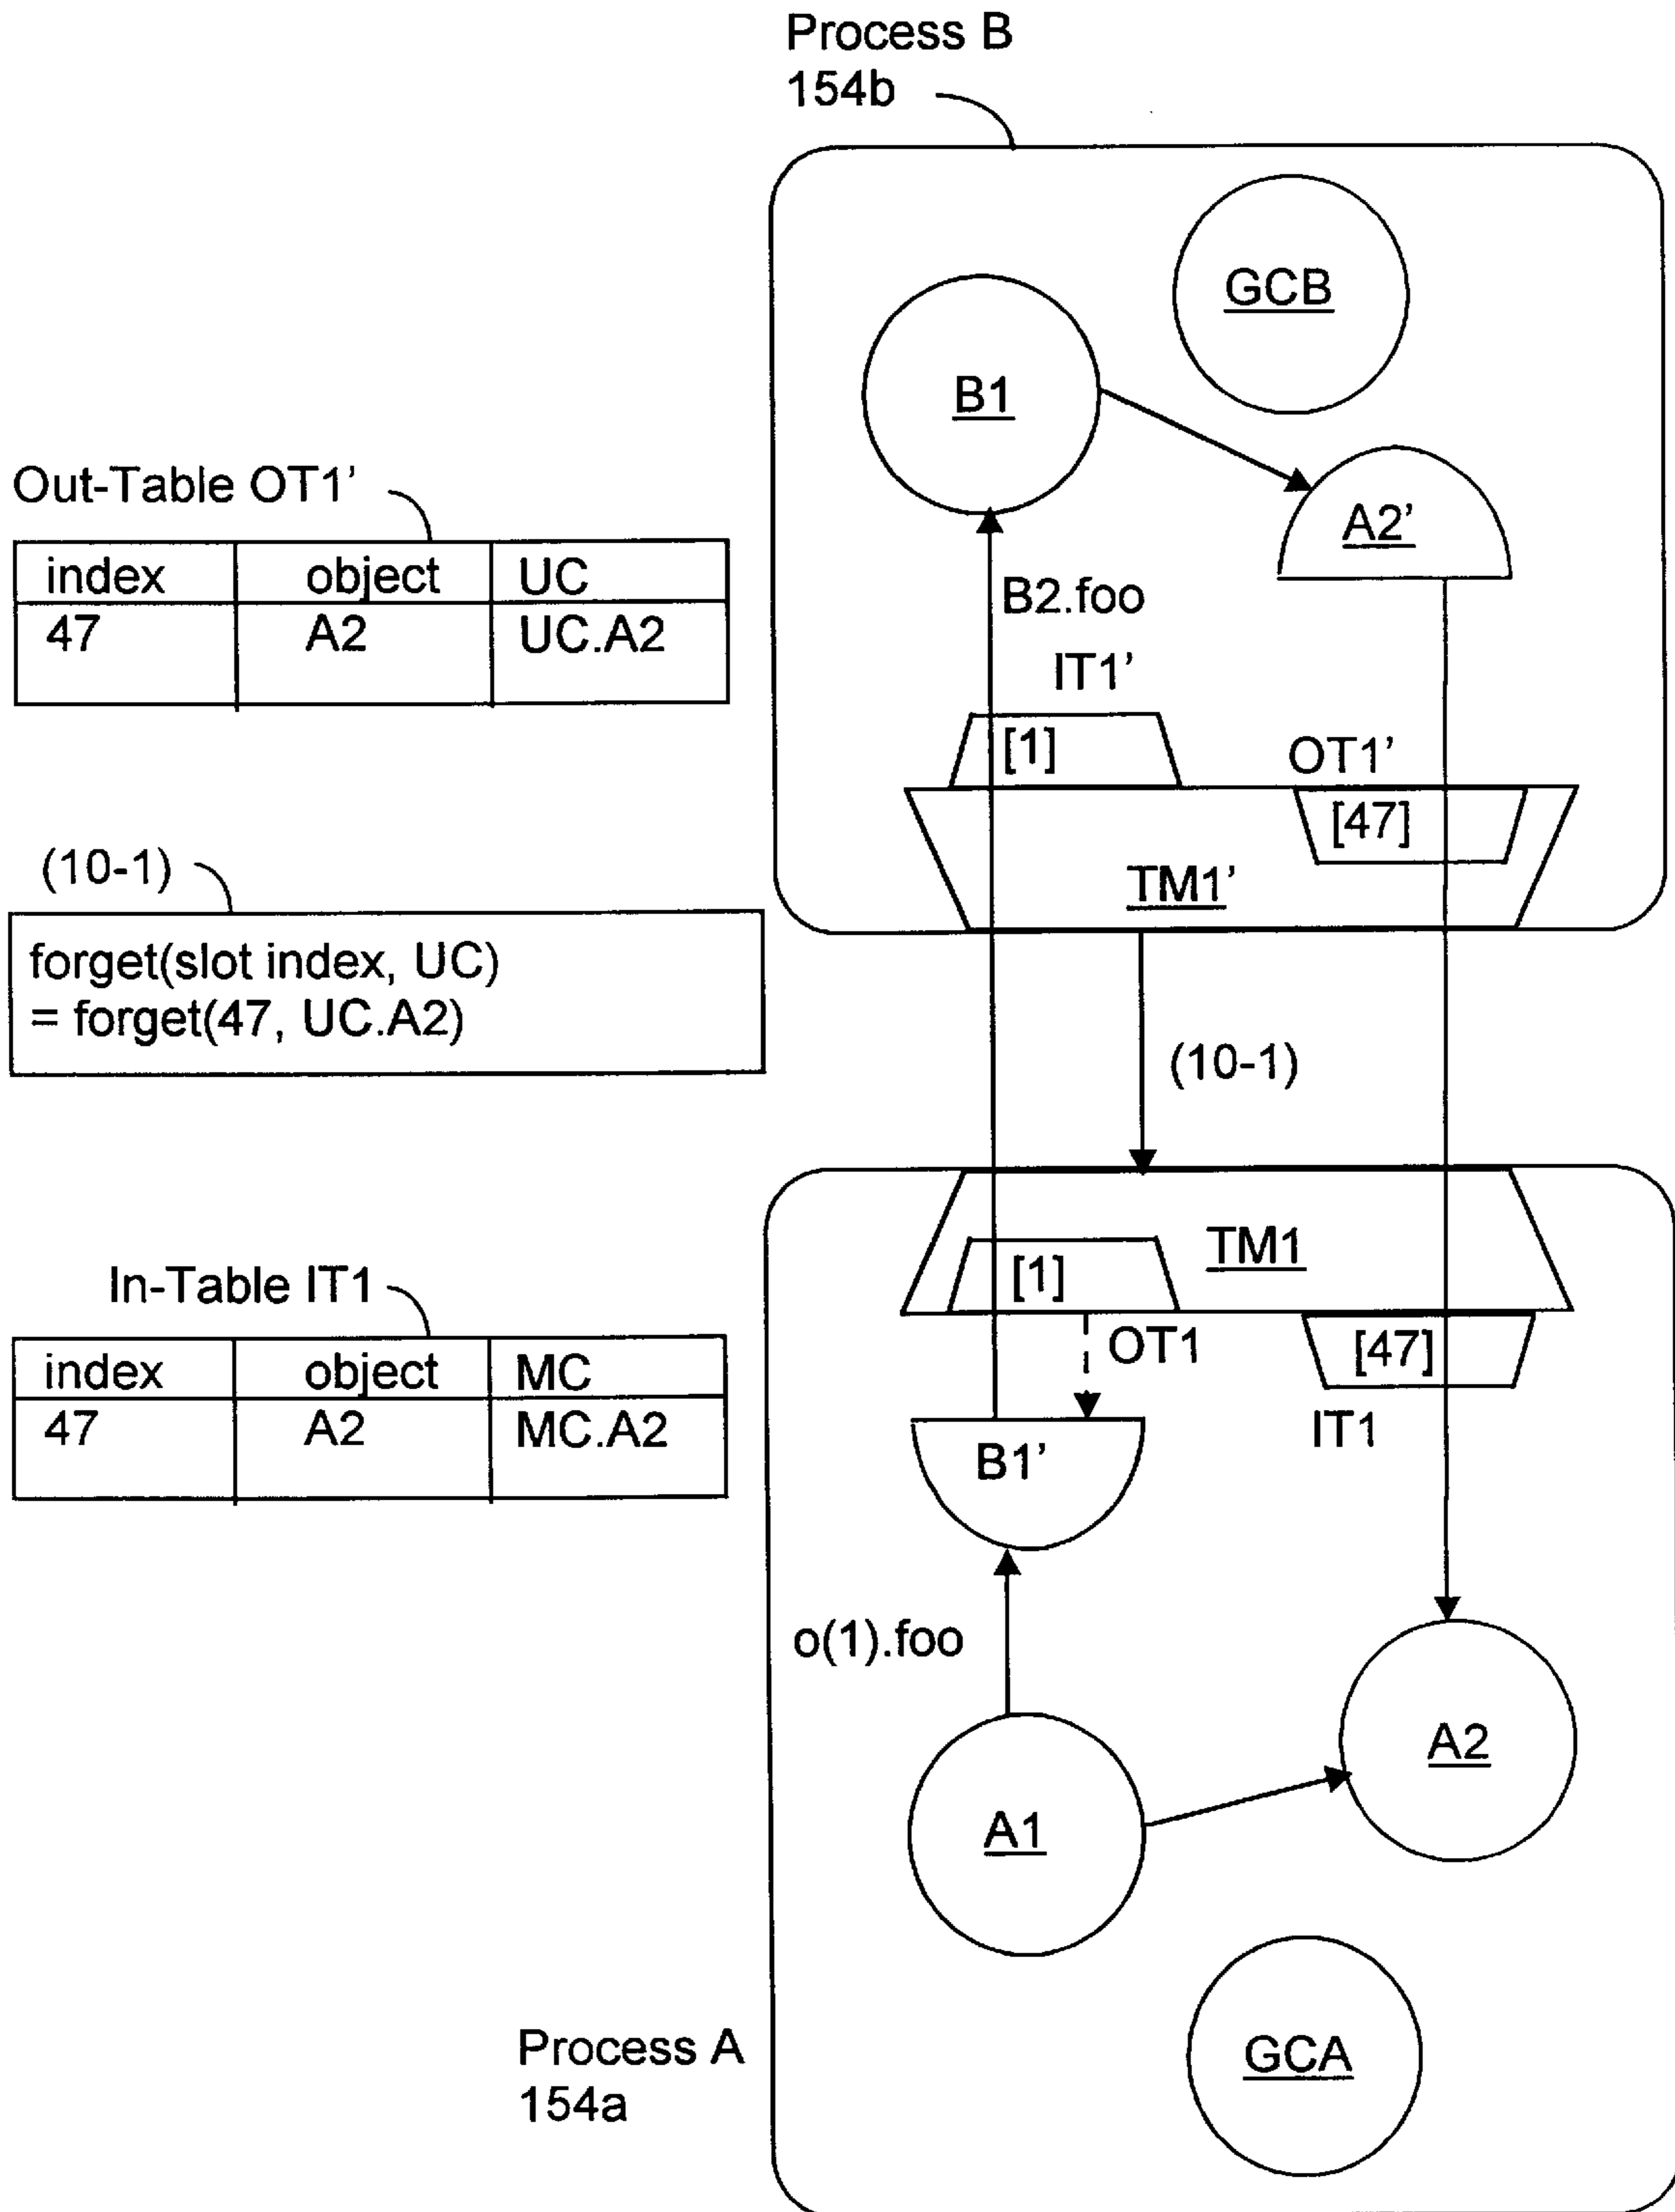 Process B
154b
GCB
B1
Out-Table OT1’
A2’
index object UC
47 A2 UC.A2
B2.foo
IT1’
[1]
OT1’
[47]
TM1’
(10-1)
forget(slot index, UC)
= forget(47, UC.A2)
(10-1)
TM1
[1]
In-Table IT1
OT1
[47]
index object MC
47 A2 MC.A2
IT1
B1’
o(1).foo
A2
A1
Process A
154a
GCA